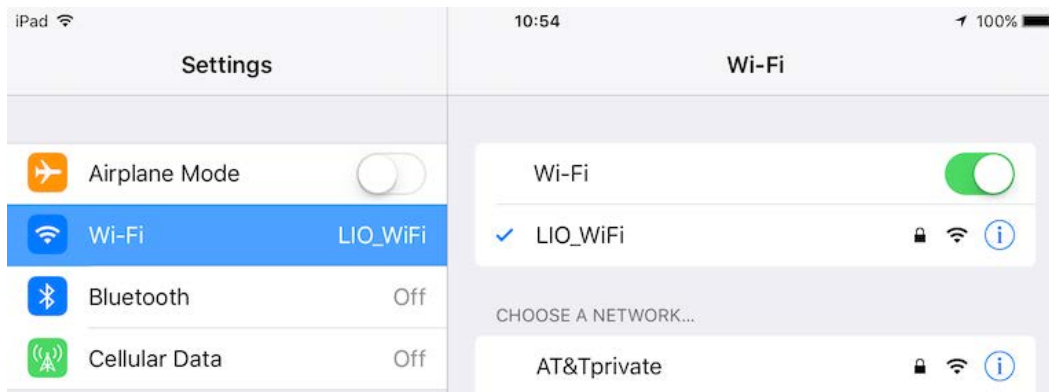 iPad 10:54 100%
Settings
Wi-Fi
Airplane Mode
Wi-Fi LIO_WiFi
Bluetooth Off
Cellular Data Off
Wi-Fi
LIO_WiFi
CHOOSE A NETWORK...
AT&Tprivate